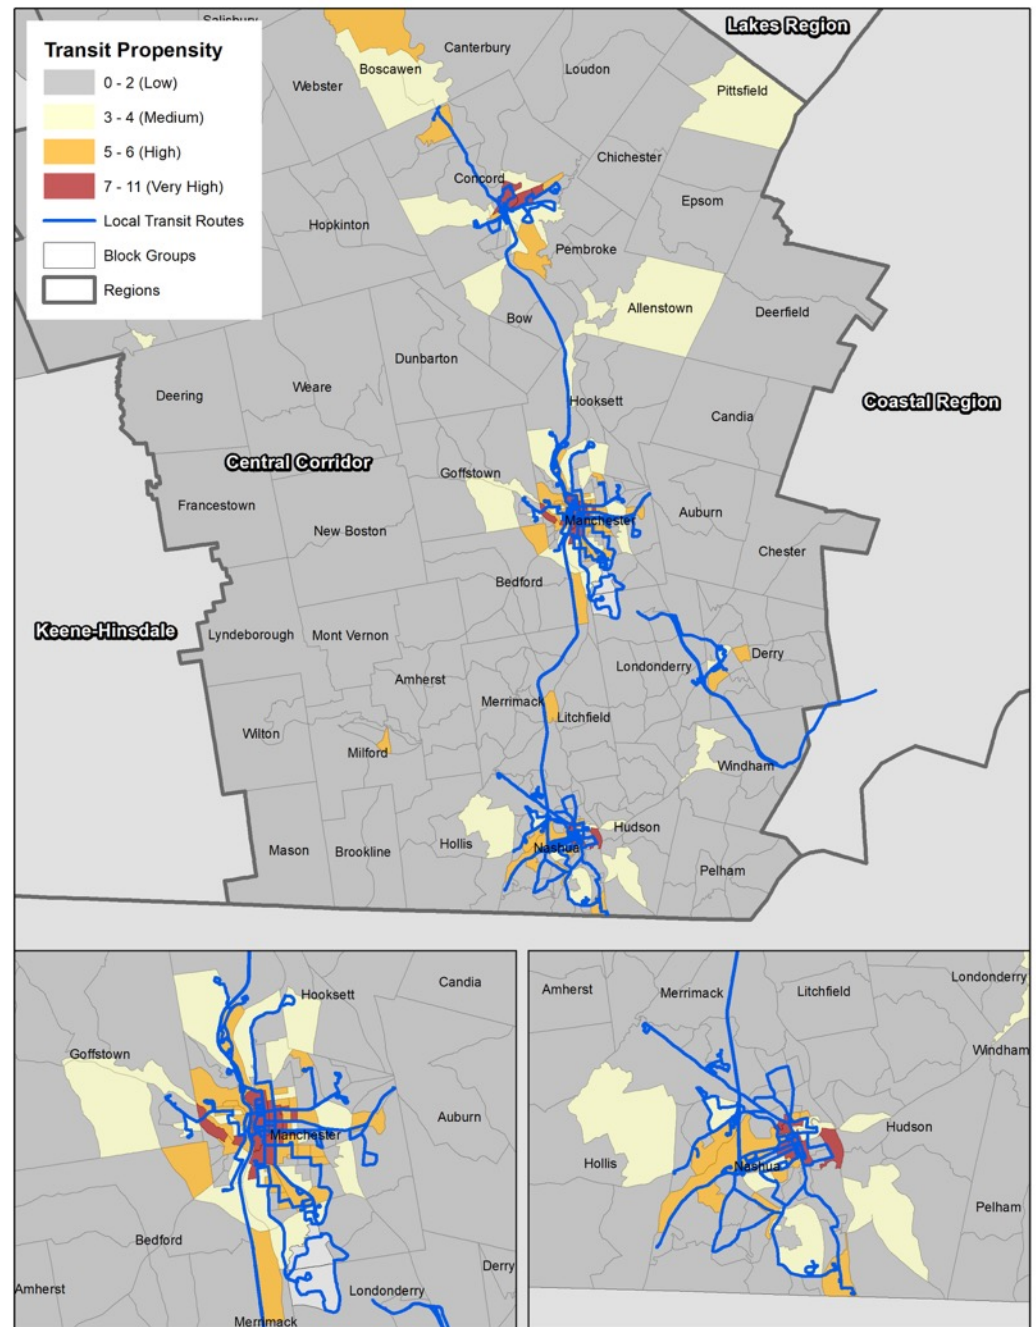 Salisbury
Lakes Region
Transit Propensity
Canterbury
0 - 2 (Low)
Boscawen
Loudon
Webster
Pittsfield
3 - 4 (Medium)
5 - 6 (High)
Chichester
7 - 11 (Very High)
Concord
Epsom
Local Transit Routes
Hopkinton
Block Groups
Pembroke
Regions
Allenstown
Deerfield
Bow
Dunbarton
Deering
Weare
Hooksett
Coastal Region
Candia
Central Corridor
Goffstown
Francestown
Auburn
Manchester
New Boston
Chester
Bedford
Keene-Hinsdale
Lyndeborough
Mont Vernon
Derry
Londonderry
Amherst
Merrimack
Litchfield
Wilton
Milford
Windham
Hudson
Hollis
Nashua
Mason
Brookline
Pelham
Candia
Hooksett
Goffstown
Auburn
Manchester
Bedford
Derry
Amherst
Londonderry
Merrimack
Londonderry
Amherst
Merrimack
Litchfield
Windham
Hudson
Hollis
Nashua
Pelham